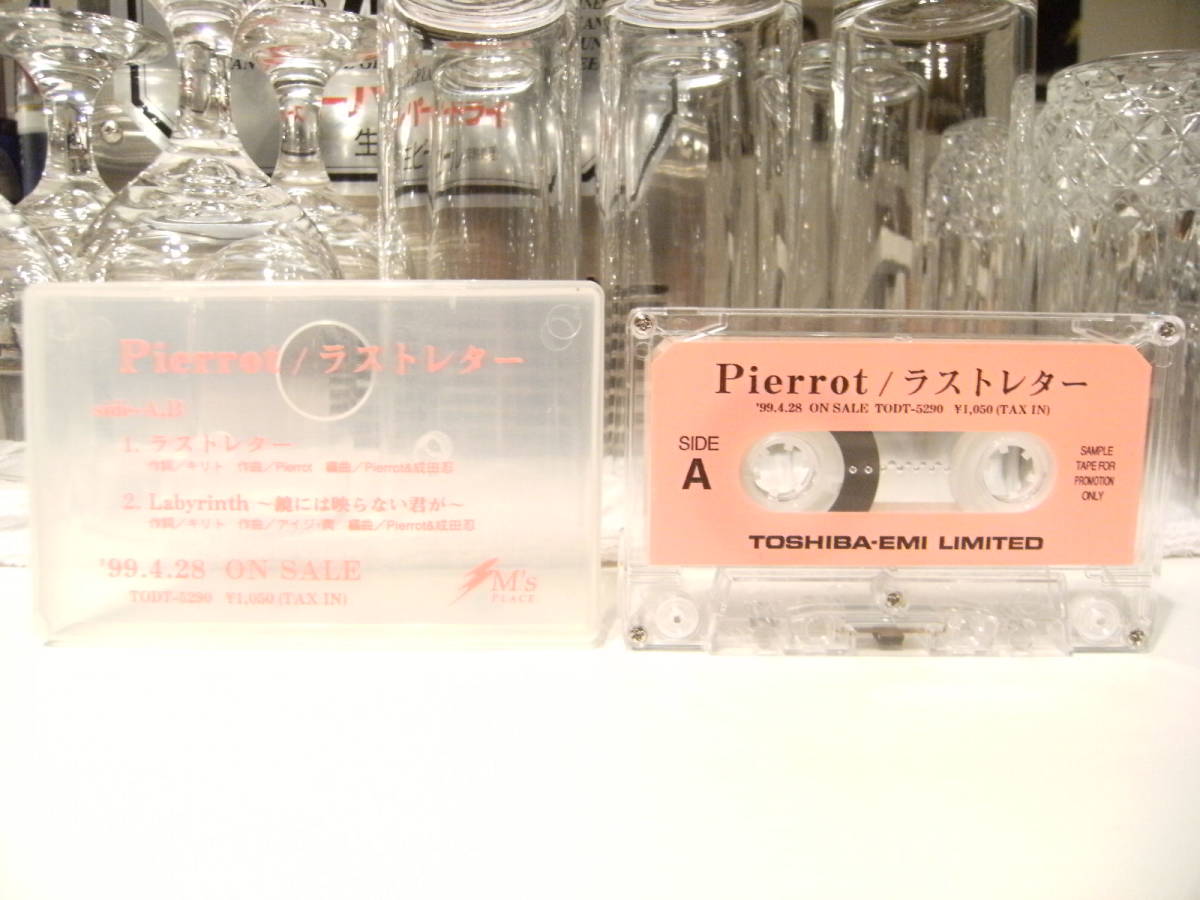 Pierrot / ラストレター
side-A,B
1. ラストレター
作詞／キリト 作曲／Pierrot 編曲／Pierrot&成田忍
2. Labyrinth ～鏡には映らない君が～
作詞／キリト 作曲／アイジ・潤 編曲／Pierrot&成田忍
'99.4.28 ON SALE
TODT-5290 ¥1,050 (TAX IN)
M's
PLACE
Pierrot / ラストレター
'99.4.28 ON SALE TODT-5290 ¥1,050 (TAX IN)
SIDE
A
SAMPLE
TAPE FOR
PROMOTION
ONLY
TOSHIBA-EMI LIMITED